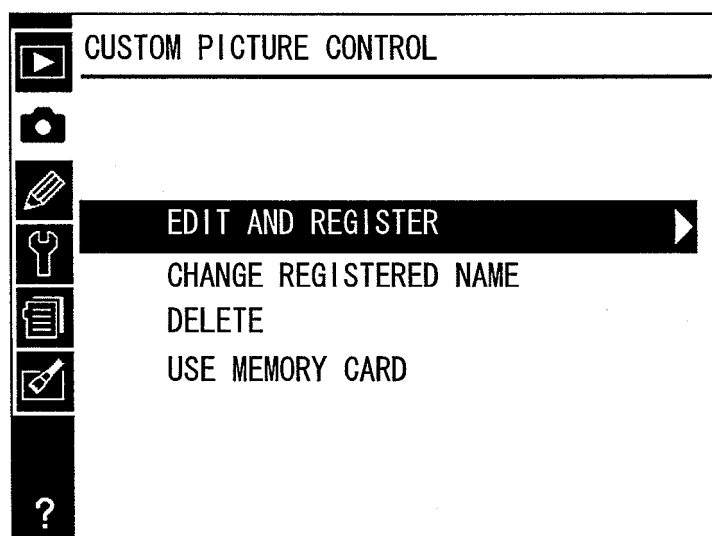 CUSTOM PICTURE CONTROL
EDIT AND REGISTER
CHANGE REGISTERED NAME
DELETE
USE MEMORY CARD
?